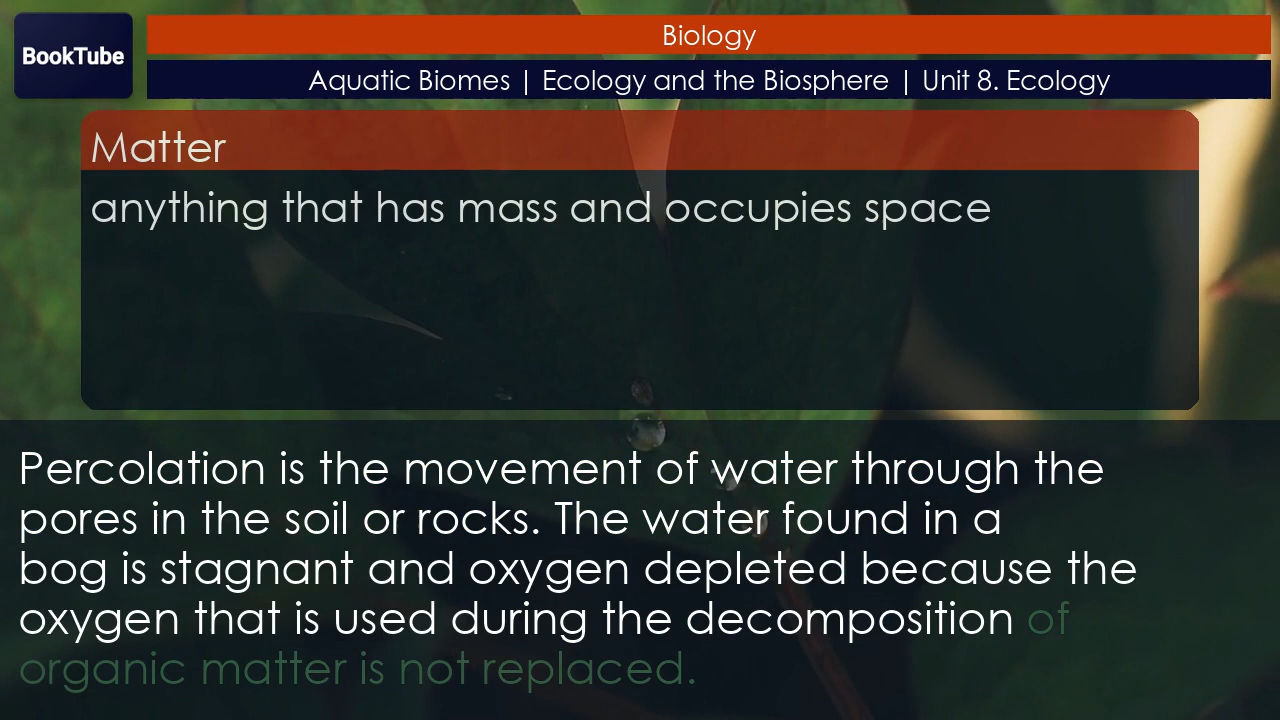 BookTube
Biology
Aquatic Biomes | Ecology and the Biosphere | Unit 8. Ecology
Matter
anything that has mass and occupies space
Percolation is the movement of water through the
pores in the soil or rocks. The water found in a
bog is stagnant and oxygen depleted because the
oxygen that is used during the decomposition of
organic matter is not replaced.